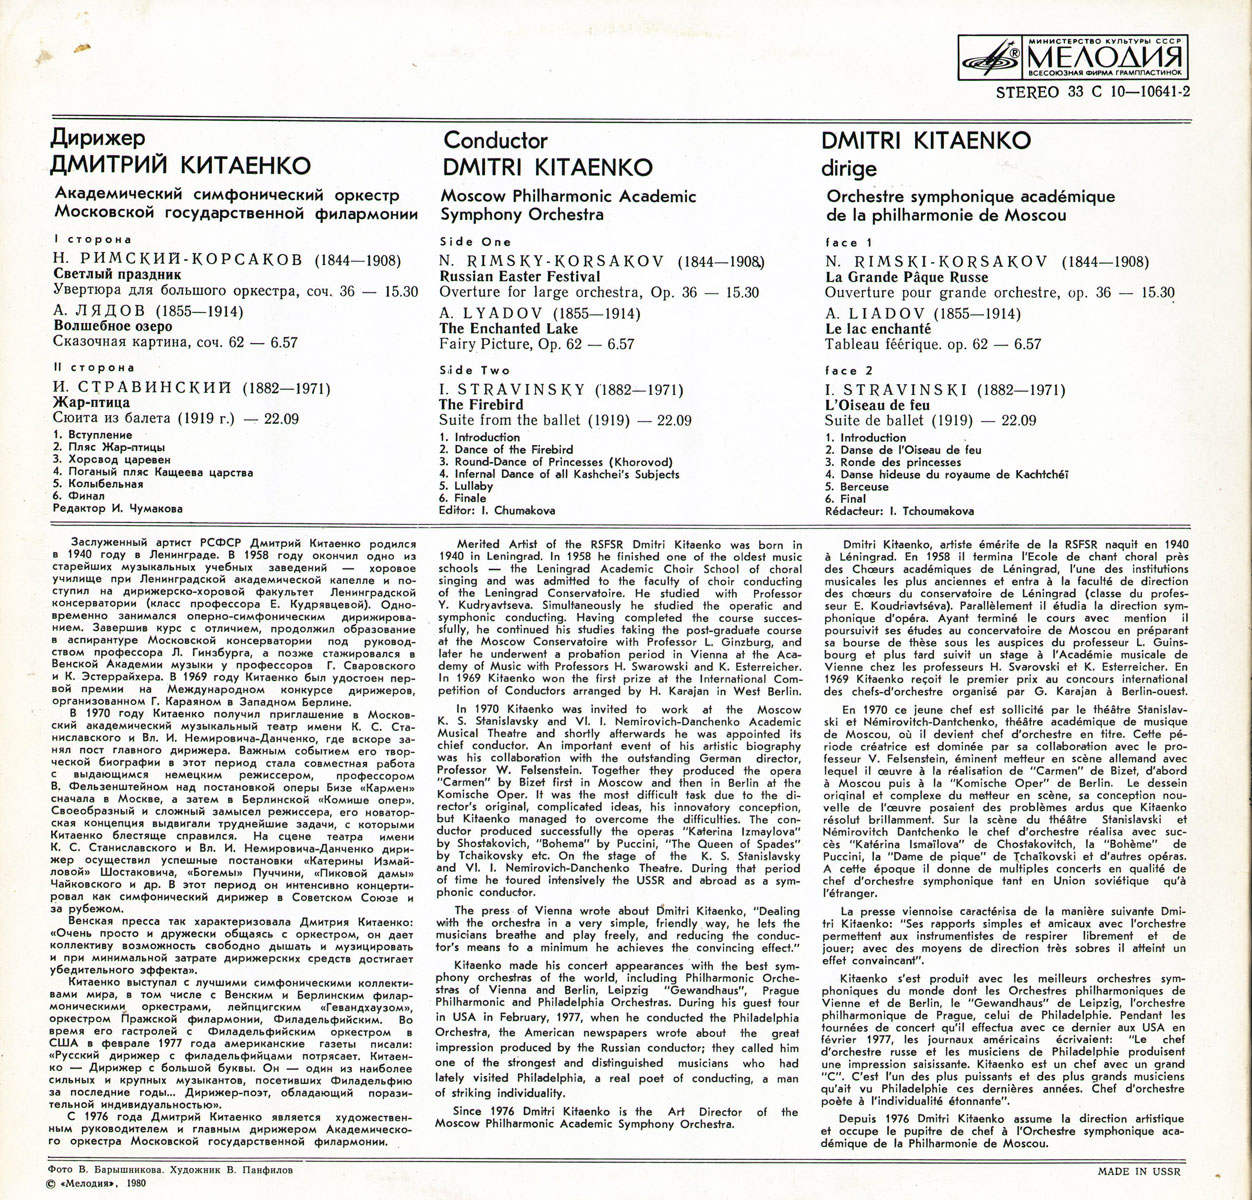 МИНИСТЕРСТВО КУЛЬТУРЫ СССР
МЕЛОДИЯ
ВСЕСОЮЗНАЯ ФИРМА ГРАМПЛАСТИНОК
STEREO 33 С 10—10641-2
Дирижер
ДМИТРИЙ КИТАЕНКО
Академический симфонический оркестр
Московской государственной филармонии
I сторона
Н. РИМСКИЙ-КОРСАКОВ (1844—1908)
Светлый праздник
Увертюра для большого оркестра, соч. 36 — 15.30
А. ЛЯДОВ (1855—1914)
Волшебное озеро
Сказочная картина, соч. 62 — 6.57
II сторона
И. СТРАВИНСКИЙ (1882—1971)
Жар-птица
Сюита из балета (1919 г.) — 22.09
1. Вступление
2. Пляс Жар-птицы
3. Хоровод царевен
4. Поганый пляс Кащеева царства
5. Колыбельная
6. Финал
Редактор И. Чумакова
Conductor
DMITRI KITAENKO
Moscow Philharmonic Academic
Symphony Orchestra
Side One
N. RIMSKY-KORSAKOV (1844—1908)
Russian Easter Festival
Overture for large orchestra, Op. 36 — 15.30
A. LYADOV (1855—1914)
The Enchanted Lake
Fairy Picture, Op. 62 — 6.57
Side Two
I. STRAVINSKY (1882—1971)
The Firebird
Suite from the ballet (1919) — 22.09
1. Introduction
2. Dance of the Firebird
3. Round-Dance of Princesses (Khorovod)
4. Infernal Dance of all Kashchei's Subjects
5. Lullaby
6. Finale
Editor: I. Chumakova
DMITRI KITAENKO
dirige
Orchestre symphonique académique
de la philharmonie de Moscou
face 1
N. RIMSKI-KORSAKOV (1844—1908)
La Grande Pâque Russe
Ouverture pour grande orchestre, op. 36 — 15.30
A. LIADOV (1855—1914)
Le lac enchanté
Tableau féérique. op. 62 — 6.57
face 2
I. STRAVINSKI (1882—1971)
L'Oiseau de feu
Suite de ballet (1919) — 22.09
1. Introduction
2. Danse de l'Oiseau de feu
3. Ronde des princesses
4. Danse hideuse du royaume de Kachtchéï
5. Berceuse
6. Final
Rédacteur: I. Tchoumakova
Заслуженный артист РСФСР Дмитрий Китаенко родился
в 1940 году в Ленинграде. В 1958 году окончил одно из
старейших музыкальных учебных заведений — хоровое
училище при Ленинградской академической капелле и по-
ступил на дирижерско-хоровой факультет Ленинградской
консерватории (класс профессора Е. Кудрявцевой). Одно-
временно занимался оперно-симфоническим дирижирова-
нием. Завершив курс с отличием, продолжил образование
в аспирантуре Московской консерватории под руковод-
ством профессора Л. Гинзбурга, а позже стажировался в
Венской Академии музыки у профессоров Г. Сваровского
и К. Эстеррайхера. В 1969 году Китаенко был удостоен пер-
вой премии на Международном конкурсе дирижеров,
организованном Г. Караяном в Западном Берлине.
В 1970 году Китаенко получил приглашение в Москов-
ский академический музыкальный театр имени К. С. Ста-
ниславского и Вл. И. Немировича-Данченко, где вскоре за-
нял пост главного дирижера. Важным событием его твор-
ческой биографии в этот период стала совместная работа
с выдающимся немецким режиссером, профессором
В. Фельзенштейном над постановкой оперы Бизе «Кармен»
сначала в Москве, а затем в Берлинской «Комише опер».
Своеобразный и сложный замысел режиссера, его новатор-
ская концепция выдвигали труднейшие задачи, с которыми
Китаенко блестяще справился. На сцене театра имени
К. С. Станиславского и Вл. И. Немировича-Данченко дири-
жер осуществил успешные постановки «Катерины Измай-
ловой» Шостаковича, «Богемы» Пуччини, «Пиковой дамы»
Чайковского и др. В этот период он интенсивно концерти-
ровал как симфонический дирижер в Советском Союзе и
за рубежом.
Венская пресса так характеризовала Дмитрия Китаенко:
«Очень просто и дружески общаясь с оркестром, он дает
коллективу возможность свободно дышать и музицировать
и при минимальной затрате дирижерских средств достигает
убедительного эффекта».
Китаенко выступал с лучшими симфоническими коллекти-
вами мира, в том числе с Венским и Берлинским филар-
моническими оркестрами, лейпцигским «Гевандхаузом»,
оркестром Пражской филармонии, Филадельфийским. Во
время его гастролей с Филадельфийским оркестром в
США в феврале 1977 года американские газеты писали:
«Русский дирижер с филадельфийцами потрясает. Китаен-
ко — Дирижер с большой буквы. Он — один из наиболее
сильных и крупных музыкантов, посетивших Филадельфию
за последние годы... Дирижер-поэт, обладающий порази-
тельной индивидуальностью».
С 1976 года Дмитрий Китаенко является художествен-
ным руководителем и главным дирижером Академическо-
го оркестра Московской государственной филармонии.
Merited Artist of the RSFSR Dmitri Kitaenko was born in
1940 in Leningrad. In 1958 he finished one of the oldest music
schools — the Leningrad Academic Choir School of choral
singing and was admitted to the faculty of choir conducting
of the Leningrad Conservatoire. He studied with Professor
Y. Kudryavtseva. Simultaneously he studied the operatic and
symphonic conducting. Having completed the course succes-
sfully, he continued his studies taking the post-graduate course
at the Moscow Conservatoire with Professor L. Ginzburg, and
later he underwent a probation period in Vienna at the Aca-
demy of Music with Professors H. Swarowski and K. Esterreicher.
In 1969 Kitaenko won the first prize at the International Com-
petition of Conductors arranged by H. Karajan in West Berlin.
In 1970 Kitaenko was invited to work at the Moscow
K. S. Stanislavsky and Vl. I. Nemirovich-Danchenko Academic
Musical Theatre and shortly afterwards he was appointed its
chief conductor. An important event of his artistic biography
was his collaboration with the outstanding German director,
Professor W. Felsenstein. Together they produced the opera
"Carmen" by Bizet first in Moscow and then in Berlin at the
Komische Oper. It was the most difficult task due to the di-
rector's original, complicated ideas, his innovatory conception,
but Kitaenko managed to overcome the difficulties. The con-
ductor produced successfully the operas "Katerina Izmaylova"
by Shostakovich, "Bohema" by Puccini, "The Queen of Spades"
by Tchaikovsky etc. On the stage of the K. S. Stanislavsky
and Vl. I. Nemirovich-Danchenko Theatre. During that period
of time he toured intensively the USSR and abroad as a sym-
phonic conductor.
The press of Vienna wrote about Dmitri Kitaenko, "Dealing
with the orchestra in a very simple, friendly way, he lets the
musicians breathe and play freely, and reducing the conduc-
tor's means to a minimum he achieves the convincing effect."
Kitaenko made his concert appearances with the best sym-
phony orchestras of the world, including Philharmonic Orche-
stras of Vienna and Berlin, Leipzig "Gewandhaus", Prague
Philharmonic and Philadelphia Orchestras. During his guest tour
in USA in February, 1977, when he conducted the Philadelphia
Orchestra, the American newspapers wrote about the great
impression produced by the Russian conductor; they called him
one of the strongest and distinguished musicians who had
lately visited Philadelphia, a real poet of conducting, a man
of striking individuality.
Since 1976 Dmitri Kitaenko is the Art Director of the
Moscow Philharmonic Academic Symphony Orchestra.
Dmitri Kitaenko, artiste émérite de la RSFSR naquit en 1940
à Léningrad. En 1958 il termina l'Ecole de chant choral près
des Chœurs académiques de Léningrad, l'une des institutions
musicales les plus anciennes et entra à la faculté de direction
des chœurs du conservatoire de Léningrad (classe du profes-
seur E. Koudriavtséva). Parallèlement il étudia la direction sym-
phonique d'opéra. Ayant terminé le cours avec mention il
poursuivit ses études au concervatoire de Moscou en préparant
sa bourse de thèse sous les auspices du professeur L. Guins-
bourg et plus tard suivit un stage à l'Académie musicale de
Vienne chez les professeurs H. Svarovski et K. Esterreicher. En
1969 Kitaenko reçoit le premier prix au concours international
des chefs-d'orchestre organisé par G. Karajan à Berlin-ouest.
En 1970 ce jeune chef est sollicité par le théâtre Stanislav-
ski et Némirovitch-Dantchenko, théâtre académique de musique
de Moscou, où il devient chef d'orchestre en titre. Cette pé-
riode créatrice est dominée par sa collaboration avec le pro-
fesseur V. Felsenstein, éminent metteur en scène allemand avec
lequel il œuvre à la réalisation de "Carmen" de Bizet, d'abord
à Moscou puis à la "Komische Oper" de Berlin. Le dessein
original et complexe du metteur en scène, sa conception nou-
velle de l'œuvre posaient des problèmes ardus que Kitaenko
résolut brillamment. Sur la scène du théâtre Stanislavski et
Némirovitch Dantchenko le chef d'orchestre réalisa avec suc-
cès "Katérina Ismaïlova" de Chostakovitch, la "Bohème" de
Puccini, la "Dame de pique" de Tchaïkovski et d'autres opéras.
A cette époque il donne de multiples concerts en qualité de
chef d'orchestre symphonique tant en Union soviétique qu'à
l'étranger.
La presse viennoise caractérisa de la manière suivante Dmi-
tri Kitaenko: "Ses rapports simples et amicaux avec l'orchestre
permettent aux instrumentistes de respirer librement et de
jouer; avec des moyens de direction très sobres il atteint un
effet convaincant".
Kitaenko s'est produit avec les meilleurs orchestres sym-
phoniques du monde dont les Orchestres philharmoniques de
Vienne et de Berlin, le "Gewandhaus" de Leipzig, l'orchestre
philharmonique de Prague, celui de Philadelphie. Pendant les
tournées de concert qu'il effectua avec ce dernier aux USA en
février 1977, les journaux américains écrivaient: "Le chef
d'orchestre russe et les musiciens de Philadelphie produisent
une impression saisissante. Kitaenko est un chef avec un grand
"C". C'est l'un des plus puissants et des plus grands musiciens
qu'ait vu Philadelphie ces dernières années. Chef d'orchestre
poète à l'individualité étonnante".
Depuis 1976 Dmitri Kitaenko assume la direction artistique
et occupe le pupitre de chef à l'Orchestre symphonique aca-
démique de la Philharmonie de Moscou.
Фото В. Барышникова. Художник В. Панфилов
© «Мелодия», 1980
MADE IN USSR